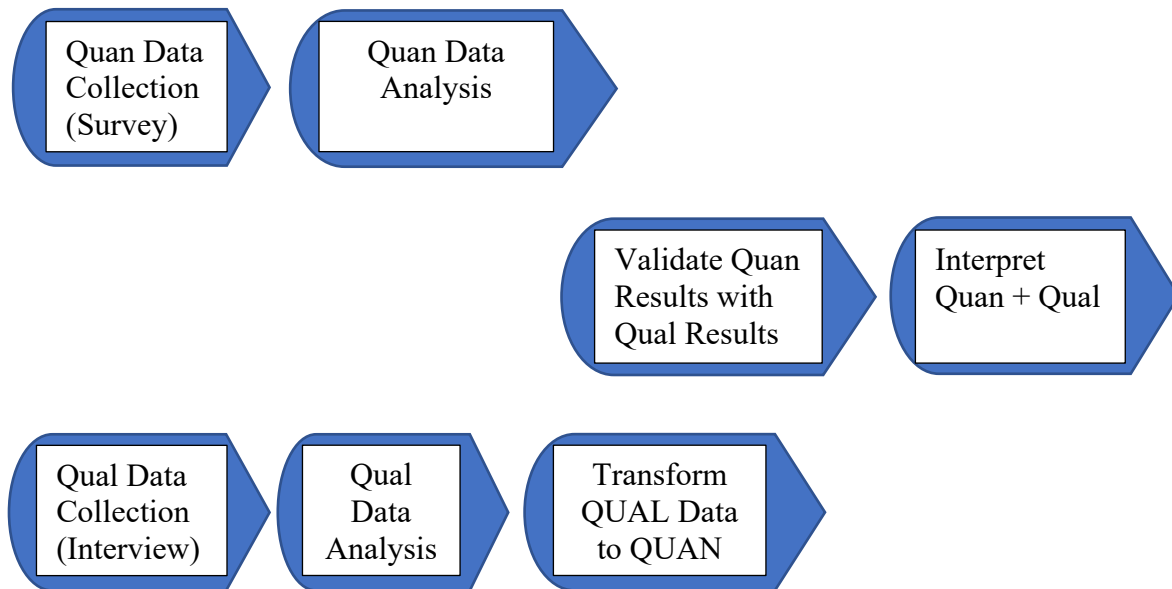 Quan Data
Collection
(Survey)
Quan Data
Analysis
Validate Quan
Results with
Qual Results
Interpret
Quan + Qual
Qual Data
Collection
(Interview)
Qual
Data
Analysis
Transform
QUAL Data
to QUAN